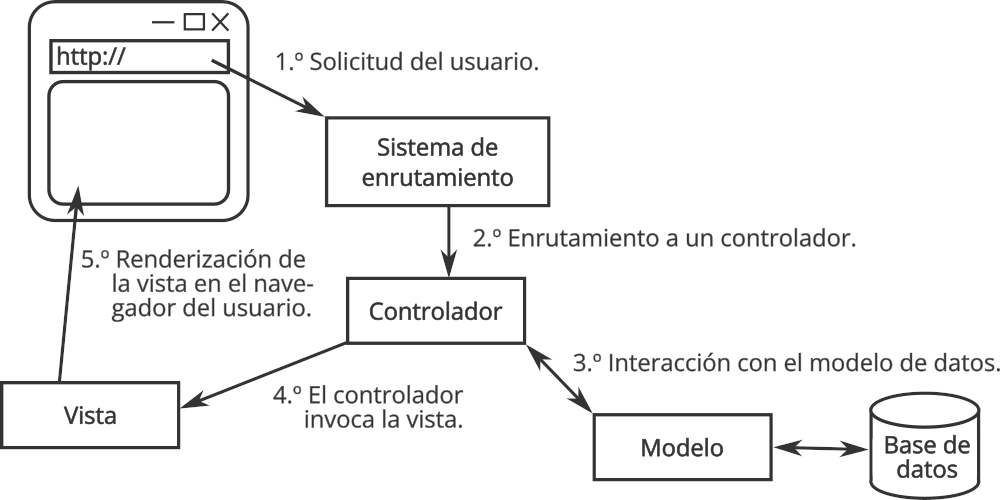 http://
1.º Solicitud del usuario.
Sistema de
enrutamiento
2.º Enrutamiento a un controlador.
5.º Renderización de
la vista en el nave-
gador del usuario.
Controlador
3.º Interacción con el modelo de datos.
4.º El controlador
invoca la vista.
Vista
Modelo
Base de
datos